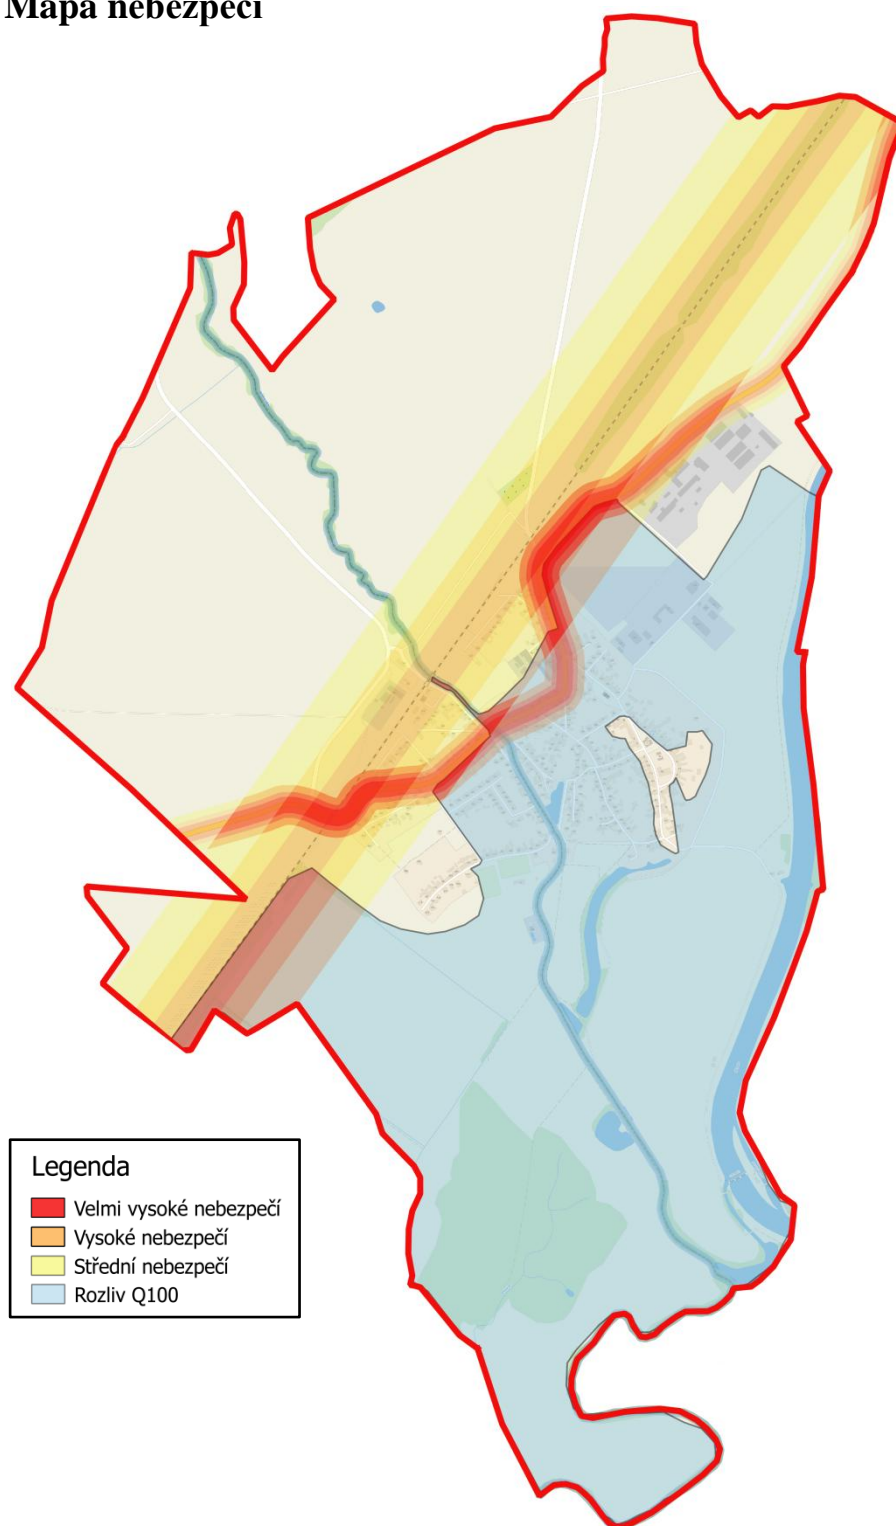 Mapa nebezpečí
Legenda
Velmi vysoké nebezpečí
Vysoké nebezpečí
Střední nebezpečí
Rozliv Q100